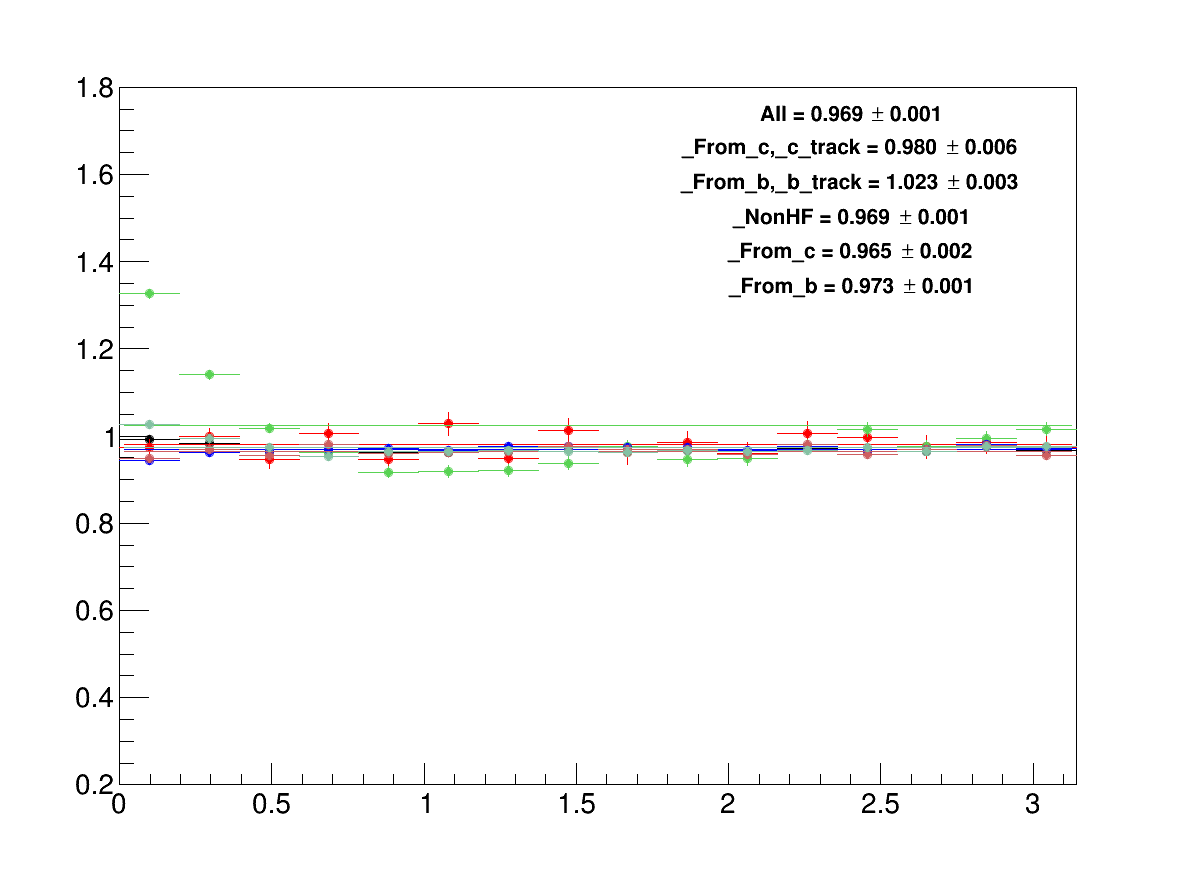 1.8
All = 0.969 ± 0.001
_From_c,_c_track = 0.980 ± 0.006
1.6
_From_b,_b_track = 1.023 ± 0.003
_NonHF = 0.969 ± 0.001
1.4
_From_c = 0.965 ± 0.002
_From_b = 0.973 ± 0.001
1.2
1
0.8
0.6
0.4
0.2
0 0.5 1 1.5 2 2.5 3